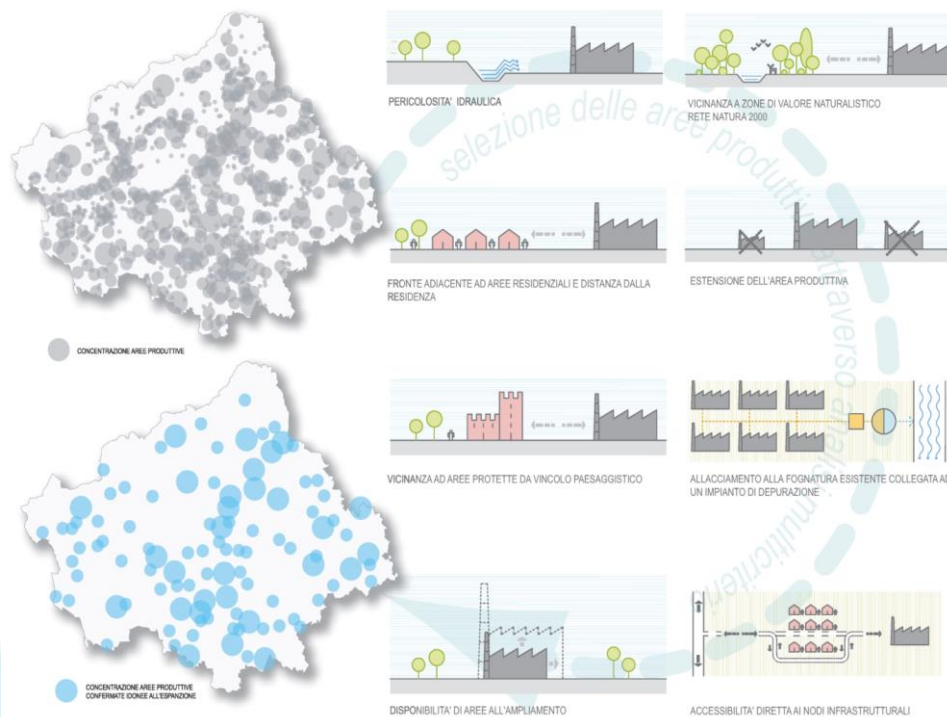 PERICOLOSITA' IDRAULICA
VICINANZA A ZONE DI VALORE NATURALISTICO
RETE NATURA 2000
selezione delle aree produttive attraverso analisi multicriteri
FRONTE ADIACENTE AD AREE RESIDENZIALI E DISTANZA DALLA
RESIDENZA
ESTENSIONE DELL'AREA PRODUTTIVA
CONCENTRAZIONE AREE PRODUTTIVE
VICINANZA AD AREE PROTETTE DA VINCOLO PAESAGGISTICO
ALLACCIAMENTO ALLA FOGNATURA ESISTENTE COLLEGATA AD
UN IMPIANTO DI DEPURAZIONE
CONCENTRAZIONE AREE PRODUTTIVE
CONFERMATE IDONEE ALL'ESPANZIONE
DISPONIBILITA' DI AREE ALL'AMPLIAMENTO
ACCESSIBILITA' DIRETTA AI NODI INFRASTRUTTURALI